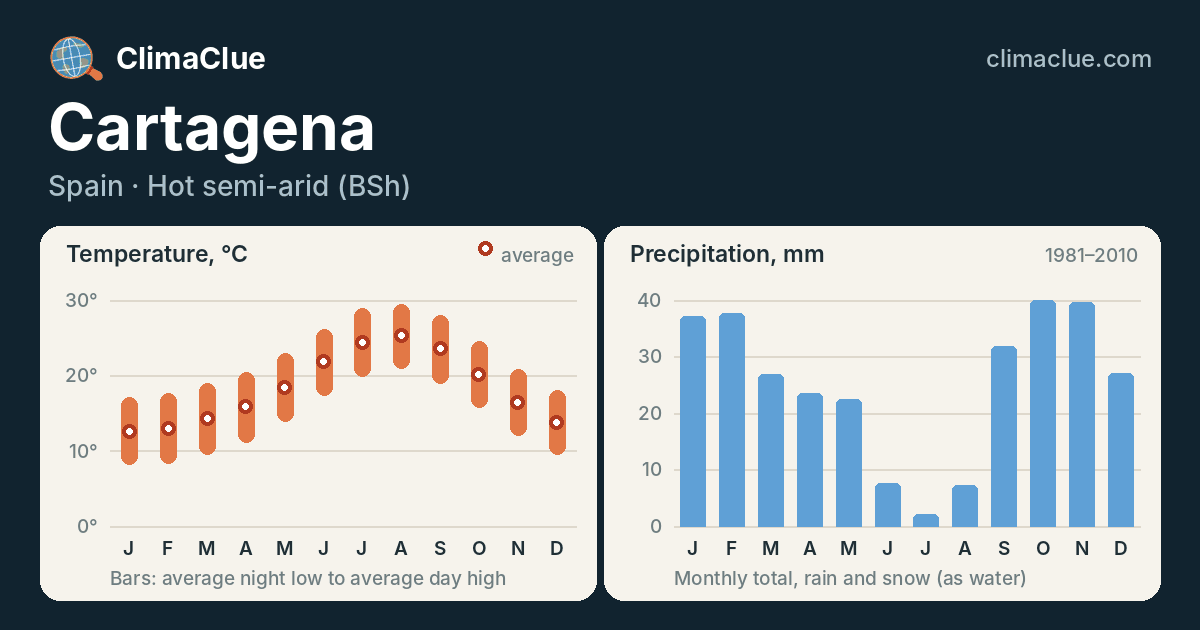 ClimaClue
climaclue.com
Cartagena
Spain · Hot semi-arid (BSh)
Temperature, °C
average
30°
20°
10°
0°
J F M A M J J A S O N D
Bars: average night low to average day high
Precipitation, mm
1981–2010
40
30
20
10
0
J F M A M J J A S O N D
Monthly total, rain and snow (as water)